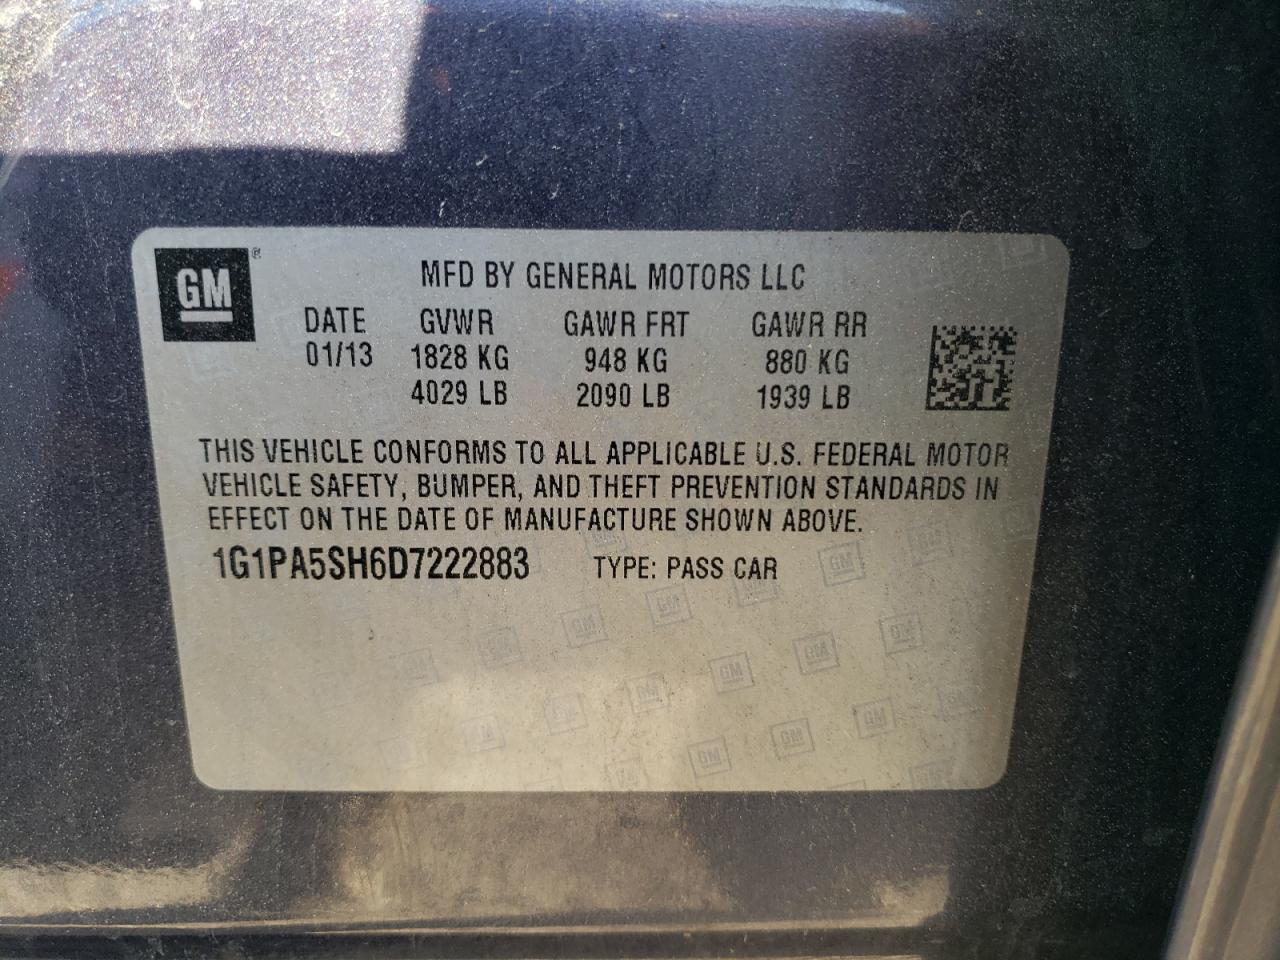 GM
MFD BY GENERAL MOTORS LLC
DATE GVWR GAWR FRT GAWR RR
01/13 1828 KG 948 KG 880 KG
4029 LB 2090 LB 1939 LB
THIS VEHICLE CONFORMS TO ALL APPLICABLE U.S. FEDERAL MOTOR
VEHICLE SAFETY, BUMPER, AND THEFT PREVENTION STANDARDS IN
EFFECT ON THE DATE OF MANUFACTURE SHOWN ABOVE.
1G1PA5SH6D7222883 TYPE: PASS CAR